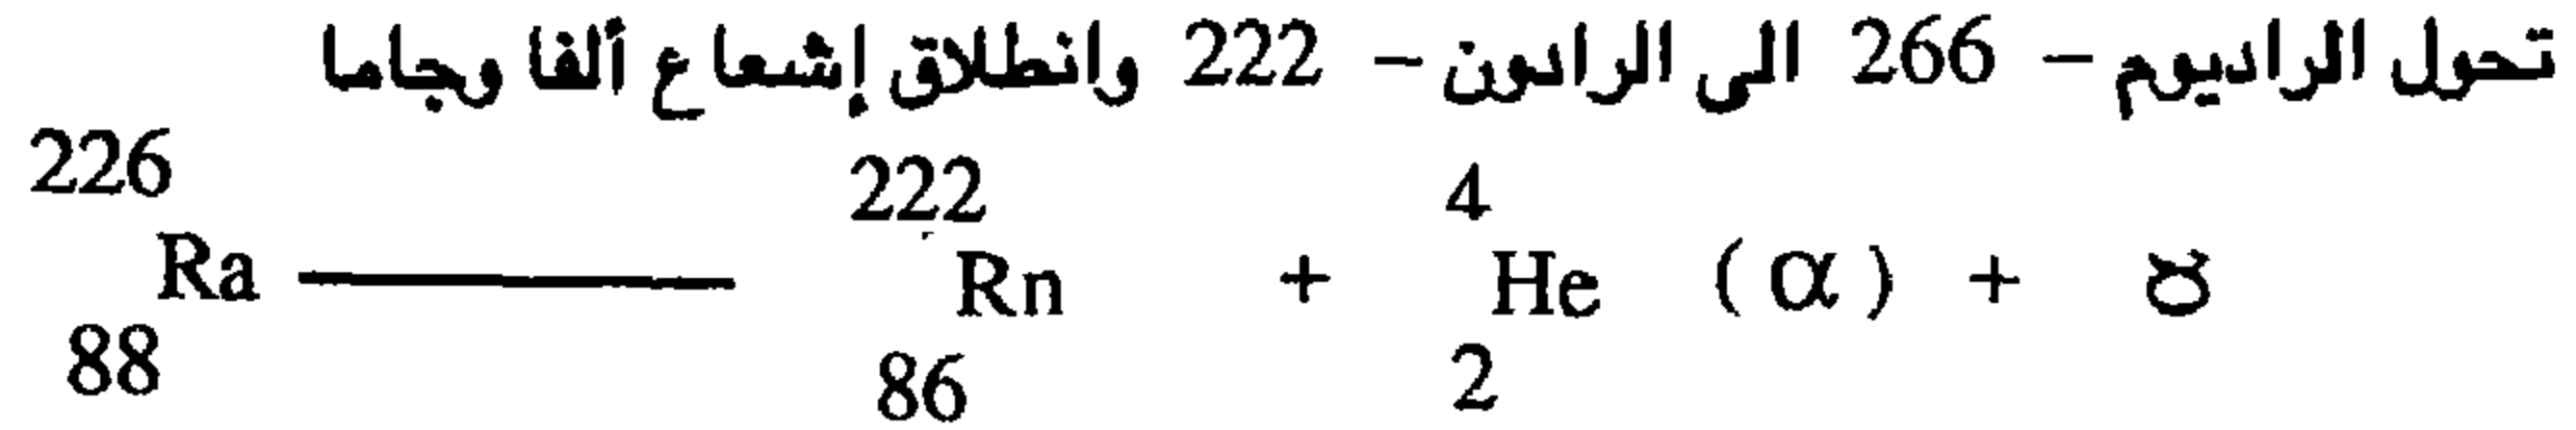 تحول الراديوم – 266 الى الرادون – 222 وانطلاق إشعاع ألفا وجاما
226 222 4
Ra ——— Rn + He (α) + γ
88 86 2